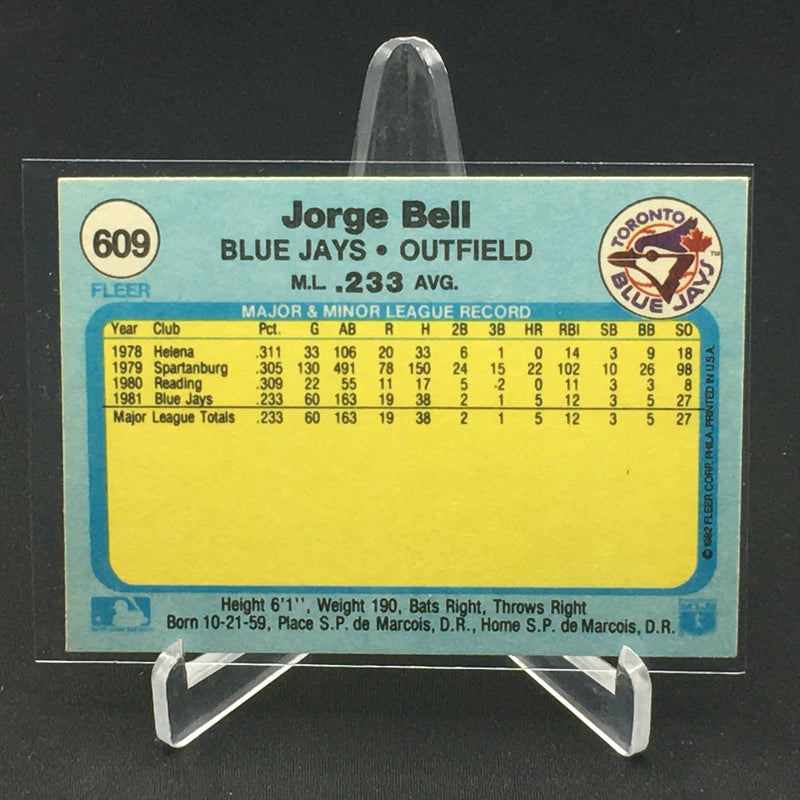 609
FLEER
Jorge Bell
BLUE JAYS • OUTFIELD
M.L. .233 AVG.
TORONTO
BLUE JAYS
TM
MAJOR & MINOR LEAGUE RECORD
Year Club Pct. G AB R H 2B 3B HR RBI SB BB SO
1978 Helena .311 33 106 20 33 6 1 0 14 3 9 18
1979 Spartanburg .305 130 491 78 150 24 15 22 102 10 26 98
1980 Reading .309 22 55 11 17 5 -2 0 11 3 3 8
1981 Blue Jays .233 60 163 19 38 2 1 5 12 3 5 27
Major League Totals .233 60 163 19 38 2 1 5 12 3 5 27
© 1982 FLEER CORP. PHILA., PRINTED IN U.S.A.
Height 6'1'', Weight 190, Bats Right, Throws Right
Born 10-21-59, Place S.P. de Marcois, D.R., Home S.P. de Marcois, D.R.